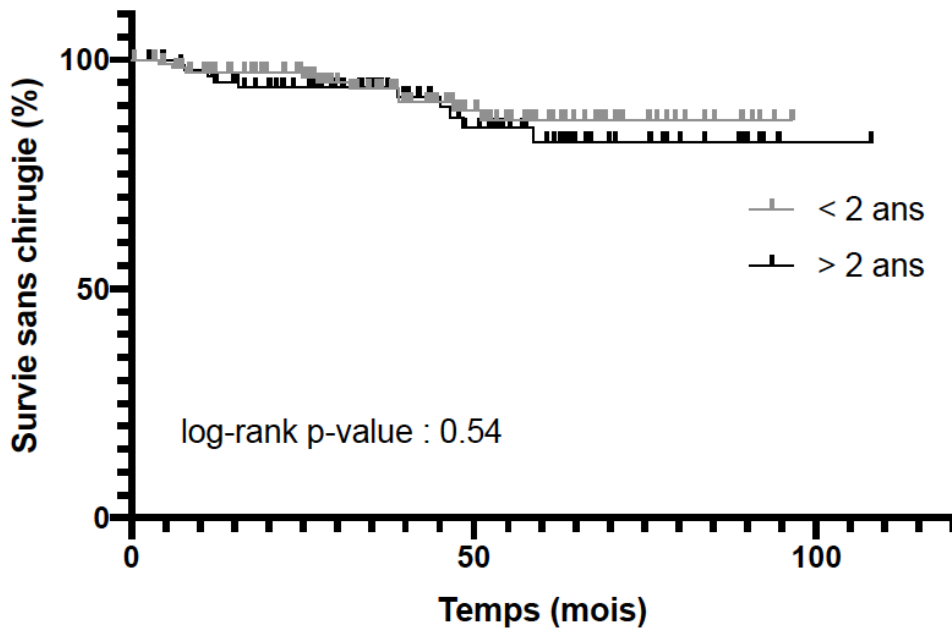 Survie sans chirugie (%)
100
50
0
< 2 ans
> 2 ans
log-rank p-value : 0.54
0
50
100
Temps (mois)